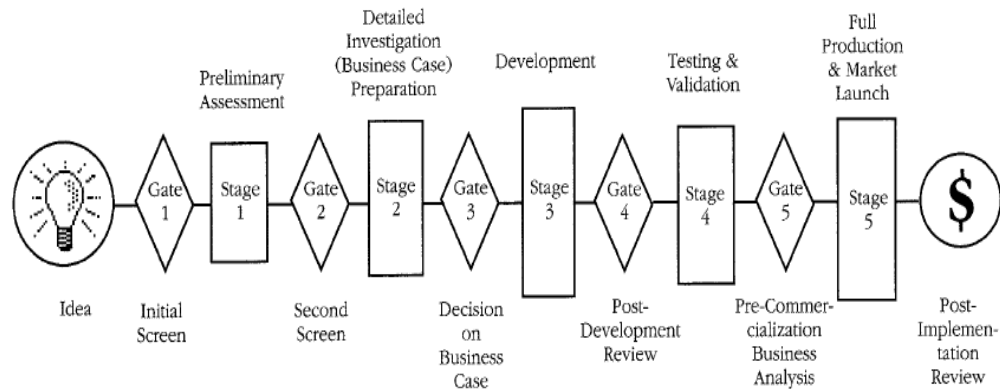 Preliminary
Assessment
Detailed
Investigation
(Business Case)
Preparation
Development
Testing &
Validation
Full
Production
& Market
Launch
Gate
1
Stage
1
Gate
2
Stage
2
Gate
3
Stage
3
Gate
4
Stage
4
Gate
5
Stage
5
$
Idea
Initial
Screen
Second
Screen
Decision
on
Business
Case
Post-
Development
Review
Pre-Commer-
cialization
Business
Analysis
Post-
Implemen-
tation
Review